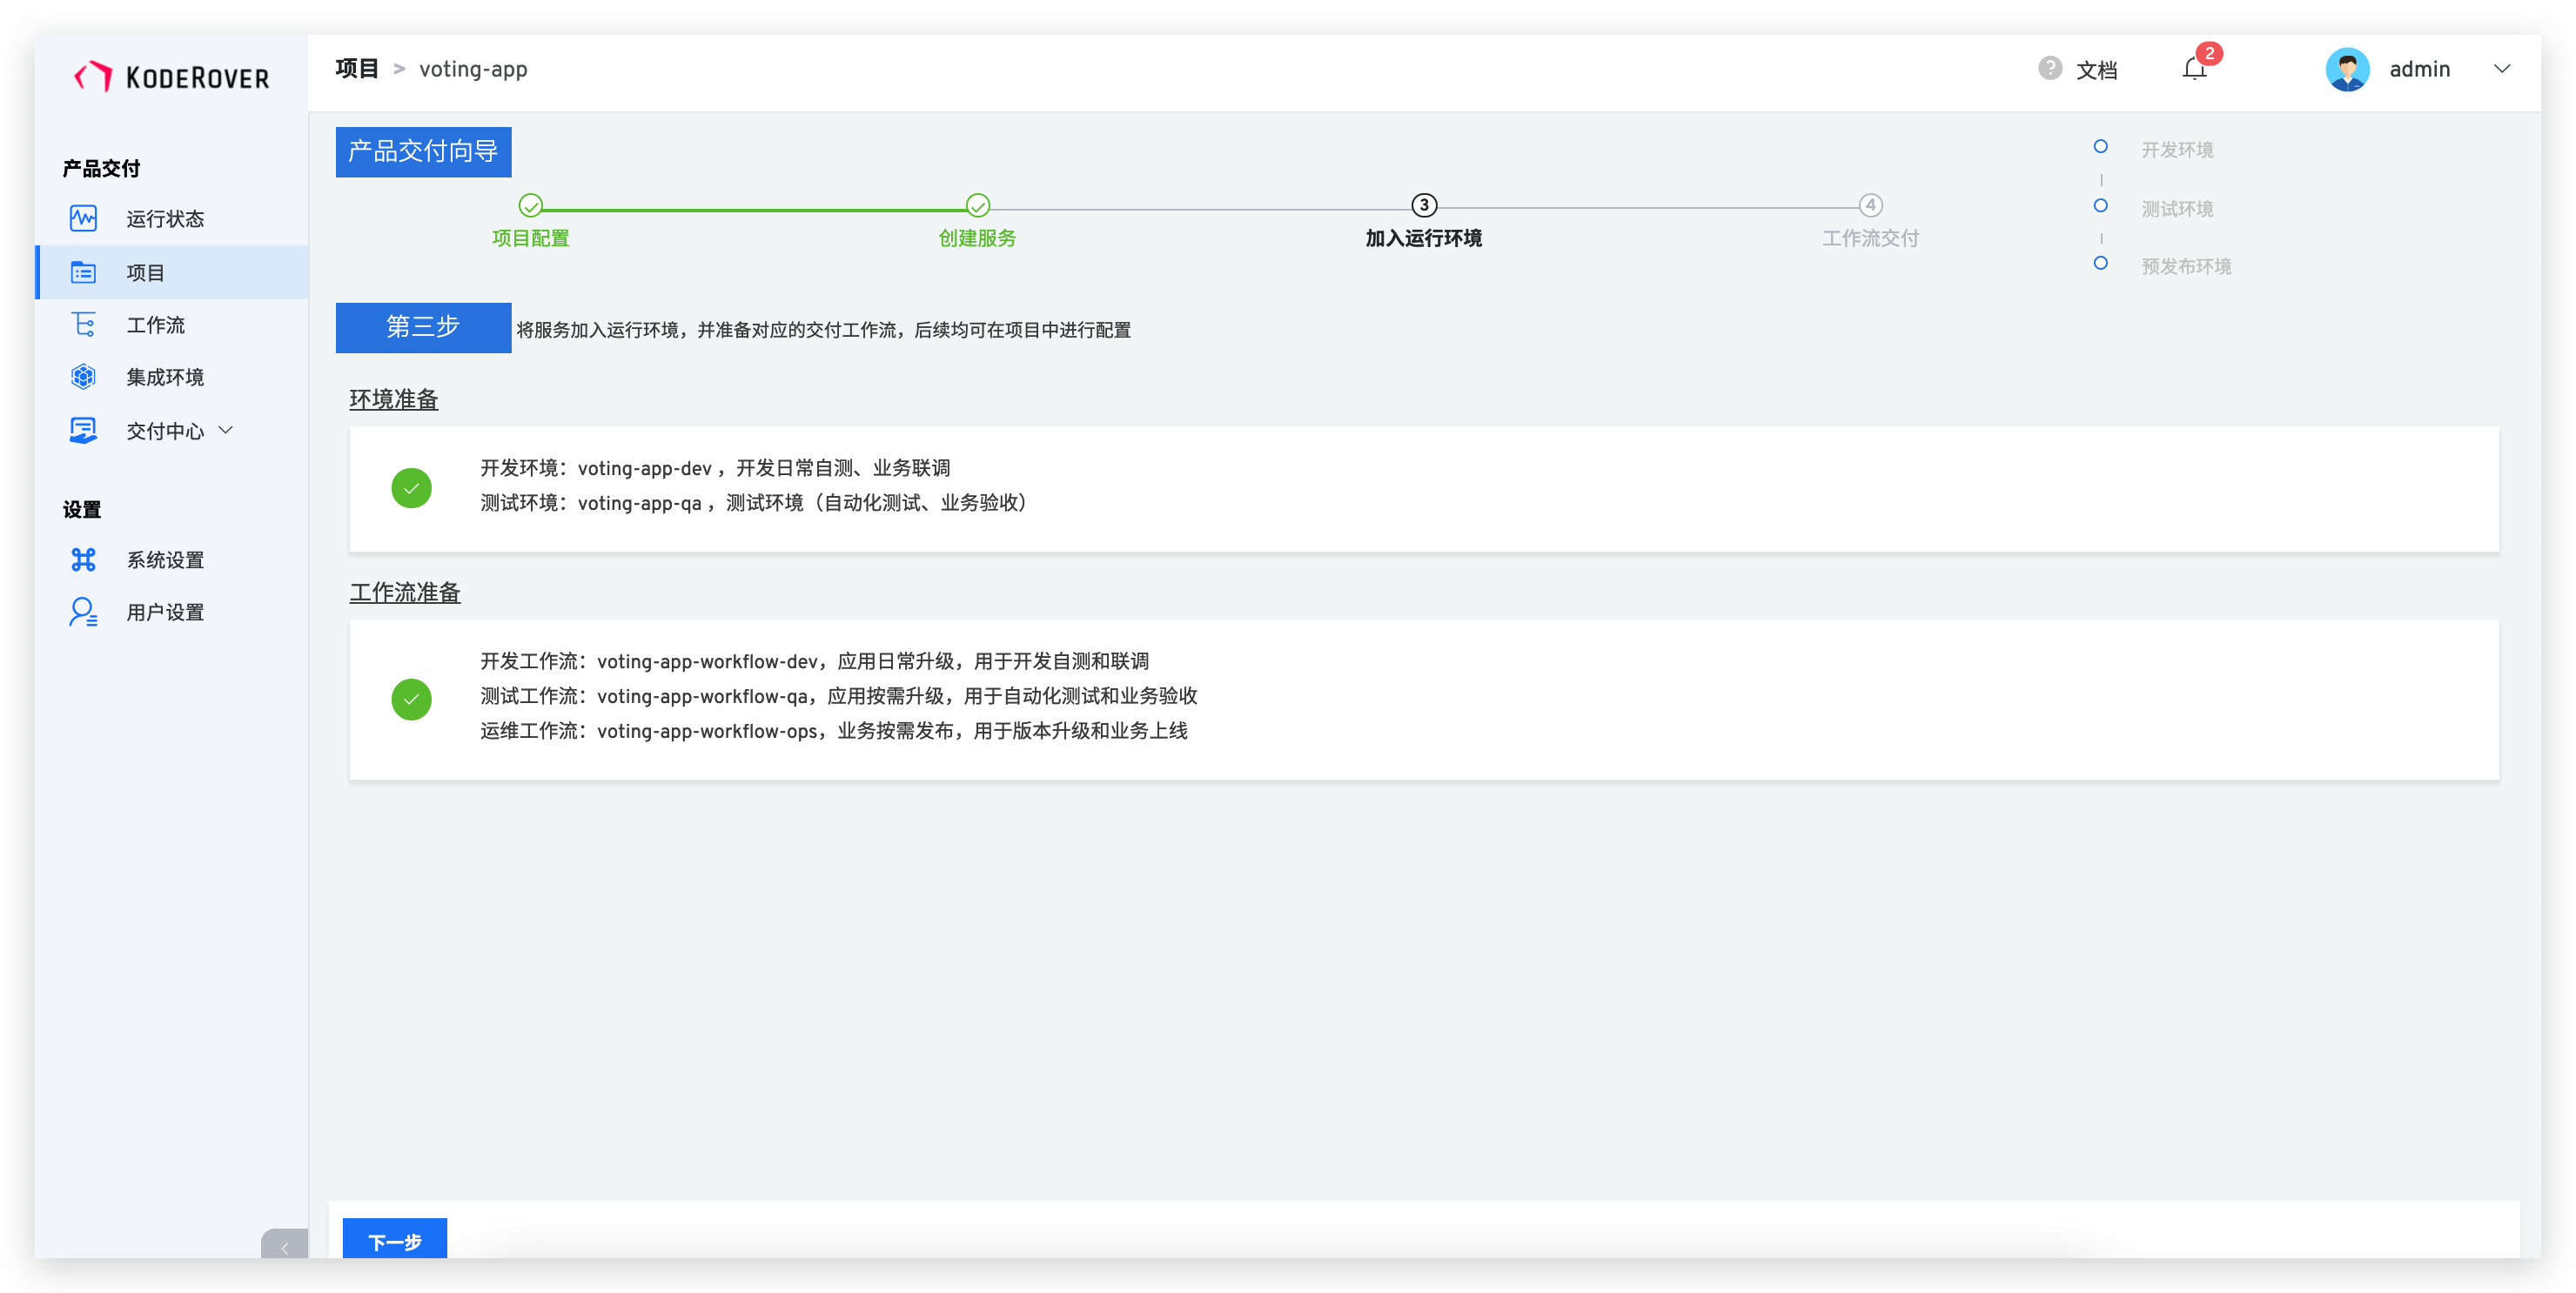 KODEROVER
项目 > voting-app
? 文档
2
admin
产品交付
运行状态
项目
工作流
集成环境
交付中心
设置
系统设置
用户设置
产品交付向导
项目配置
创建服务
3
加入运行环境
4
工作流交付
开发环境
测试环境
预发布环境
第三步
将服务加入运行环境，并准备对应的交付工作流，后续均可在项目中进行配置
环境准备
开发环境：voting-app-dev ，开发日常自测、业务联调
测试环境：voting-app-qa ，测试环境（自动化测试、业务验收）
工作流准备
开发工作流：voting-app-workflow-dev，应用日常升级，用于开发自测和联调
测试工作流：voting-app-workflow-qa，应用按需升级，用于自动化测试和业务验收
运维工作流：voting-app-workflow-ops，业务按需发布，用于版本升级和业务上线
下一步